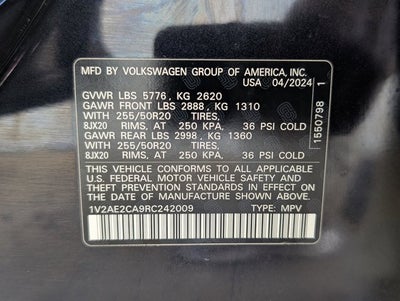 MFD BY VOLKSWAGEN GROUP OF AMERICA, INC.
USA 04/2024
GVWR LBS 5776, KG 2620
GAWR FRONT LBS 2888, KG 1310
WITH 255/50R20 TIRES,
8JX20 RIMS, AT 250 KPA, 36 PSI COLD
GAWR REAR LBS 2998, KG 1360
WITH 255/50R20 TIRES,
8JX20 RIMS, AT 250 KPA, 36 PSI COLD
THIS VEHICLE CONFORMS TO ALL APPLICABLE
U.S. FEDERAL MOTOR VEHICLE SAFETY
STANDARDS IN EFFECT ON THE
DATE OF MANUFACTURE SHOWN ABOVE.
1V2AE2CA9RC242009 TYPE: MPV
1550798 1